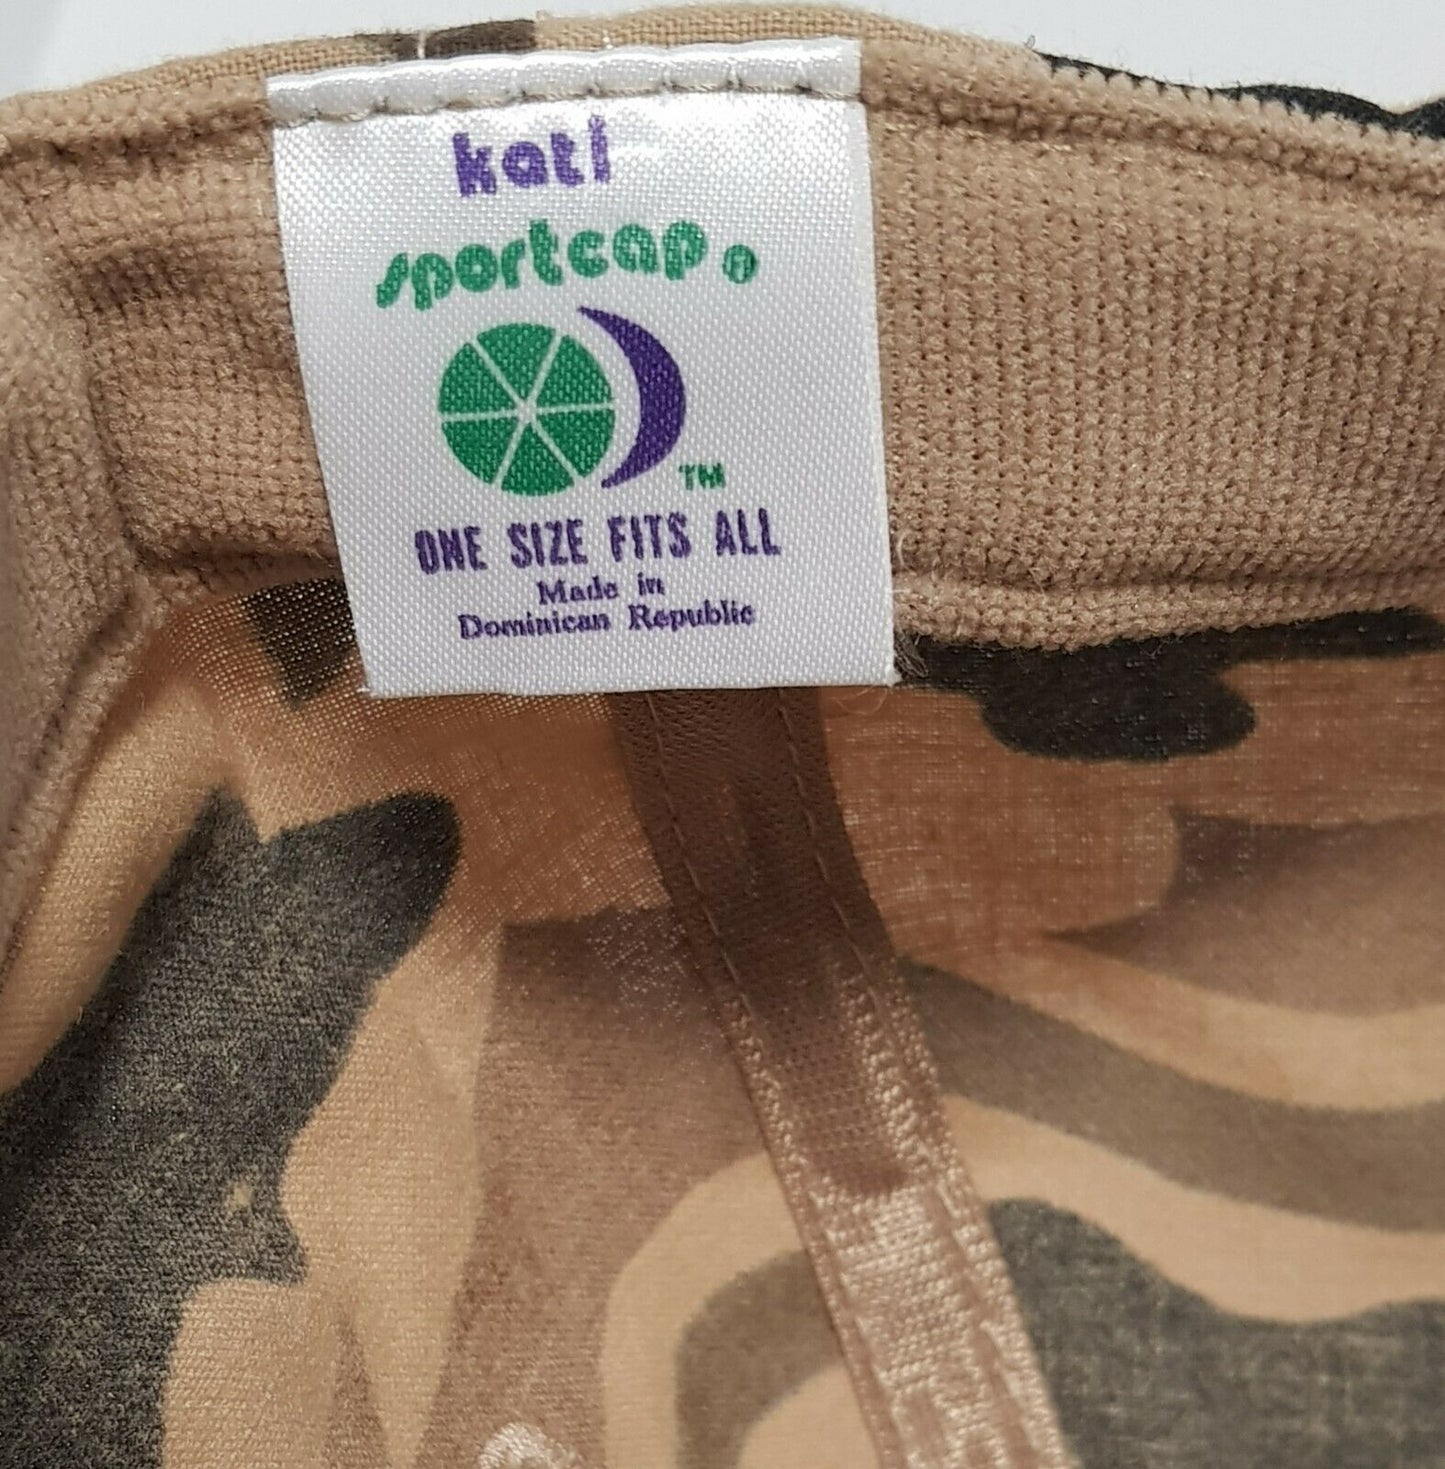 kati
sportcap®
TM
ONE SIZE FITS ALL
Made in
Dominican Republic